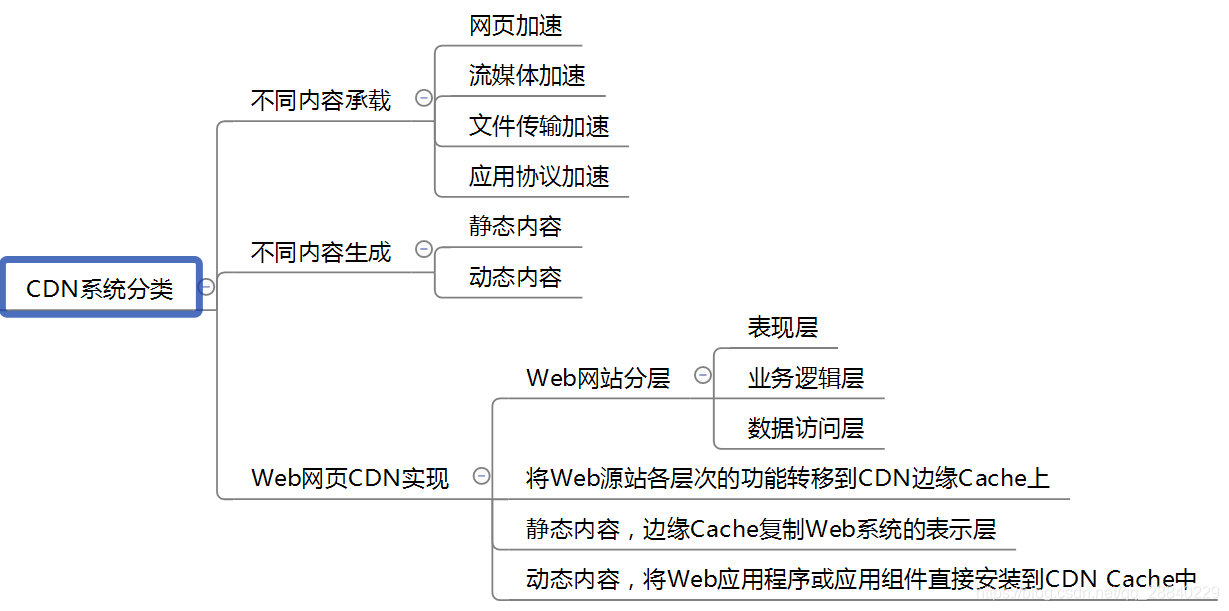 CDN系统分类
不同内容承载
网页加速
流媒体加速
文件传输加速
应用协议加速
不同内容生成
静态内容
动态内容
Web网页CDN实现
Web网站分层
表现层
业务逻辑层
数据访问层
将Web源站各层次的功能转移到CDN边缘Cache上
静态内容，边缘Cache复制Web系统的表示层
动态内容，将Web应用程序或应用组件直接安装到CDN Cache中
https://blog.csdn.net/qq_28840229